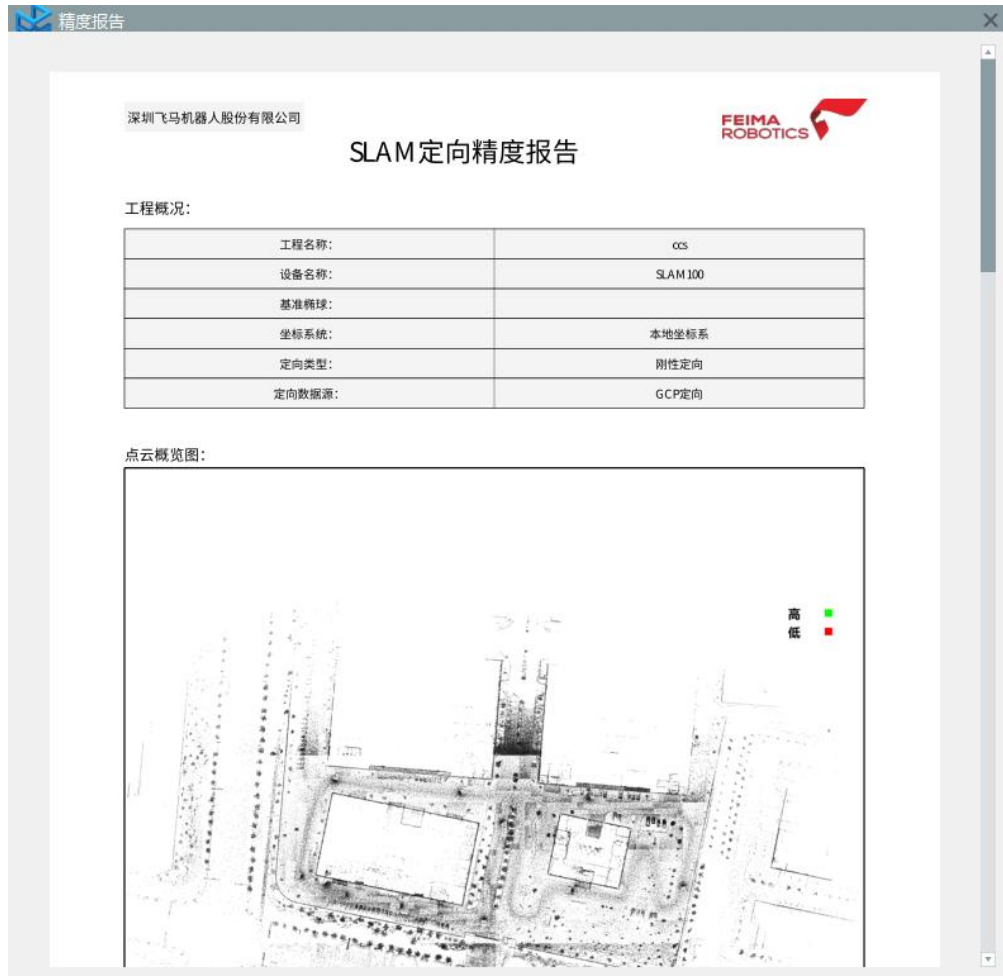 精度报告
深圳飞马机器人股份有限公司
FEIMA
ROBOTICS
SLAM定向精度报告
工程概况：
工程名称： ccs
设备名称： SLAM100
基准椭球：
坐标系统： 本地坐标系
定向类型： 刚性定向
定向数据源： GCP定向
点云概览图：
高
低